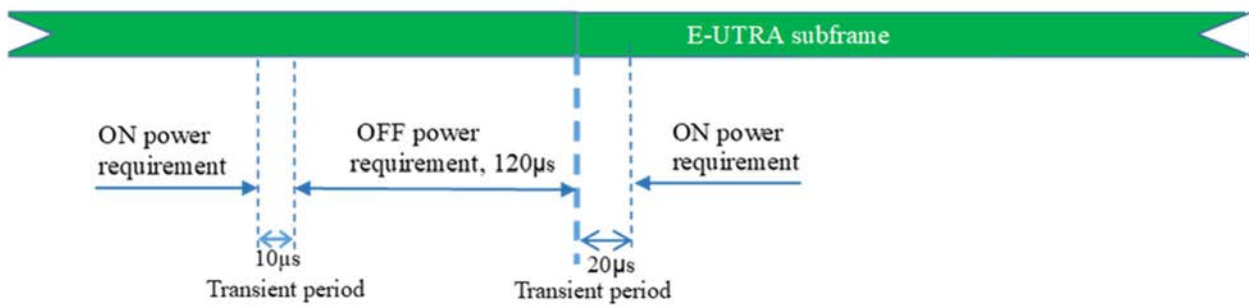 E-UTRA subframe
ON power
requirement
OFF power
requirement, 120μs
ON power
requirement
10μs
Transient period
20μs
Transient period